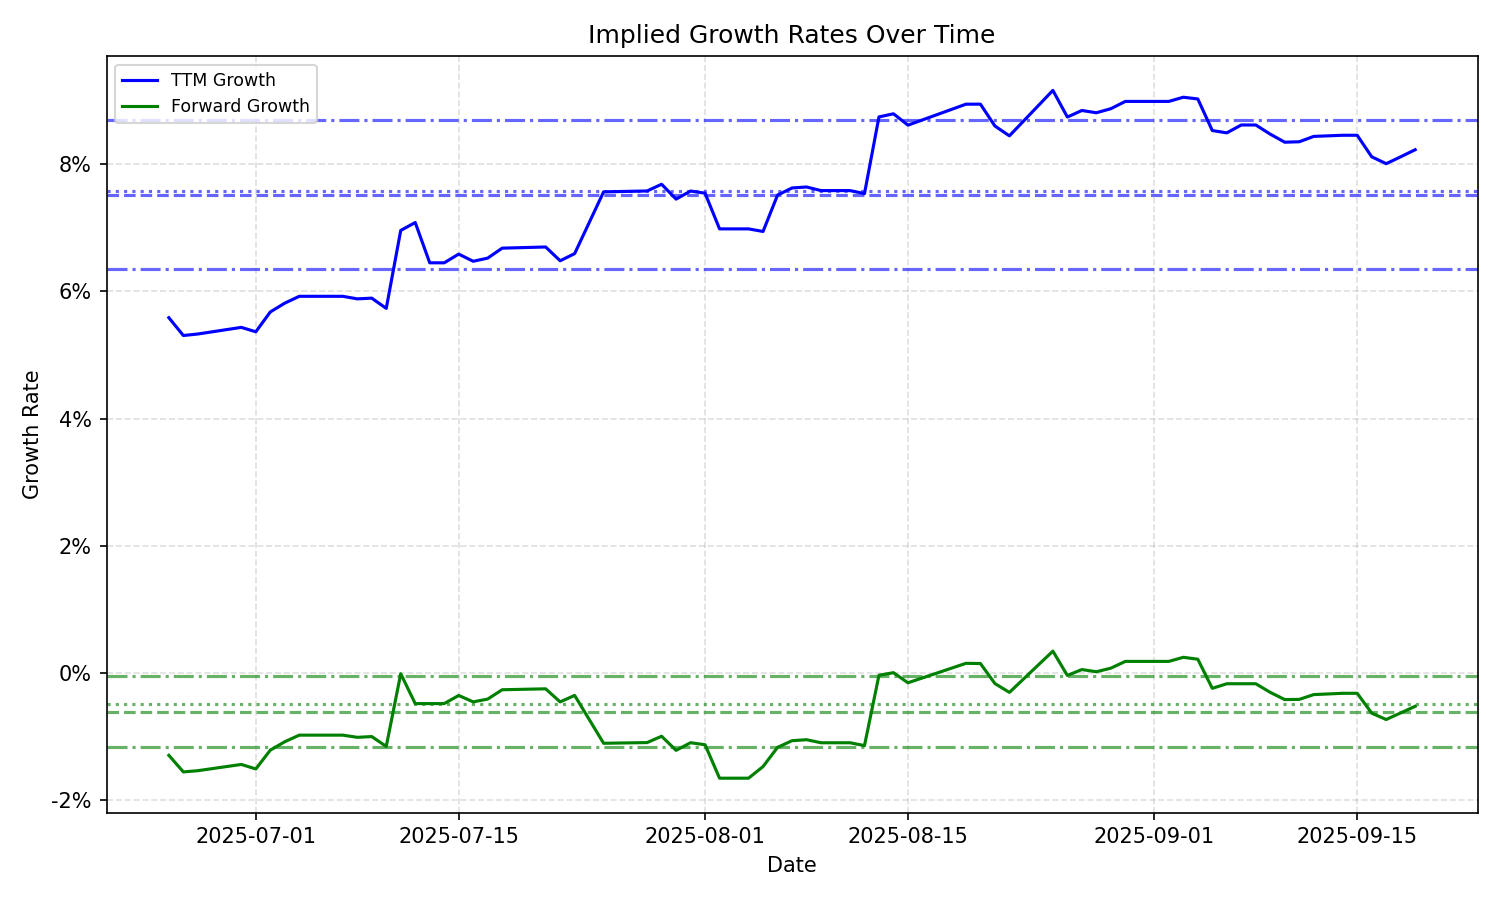 Implied Growth Rates Over Time
TTM Growth
Forward Growth
Growth Rate
8%
6%
4%
2%
0%
-2%
2025-07-01
2025-07-15
2025-08-01
2025-08-15
2025-09-01
2025-09-15
Date